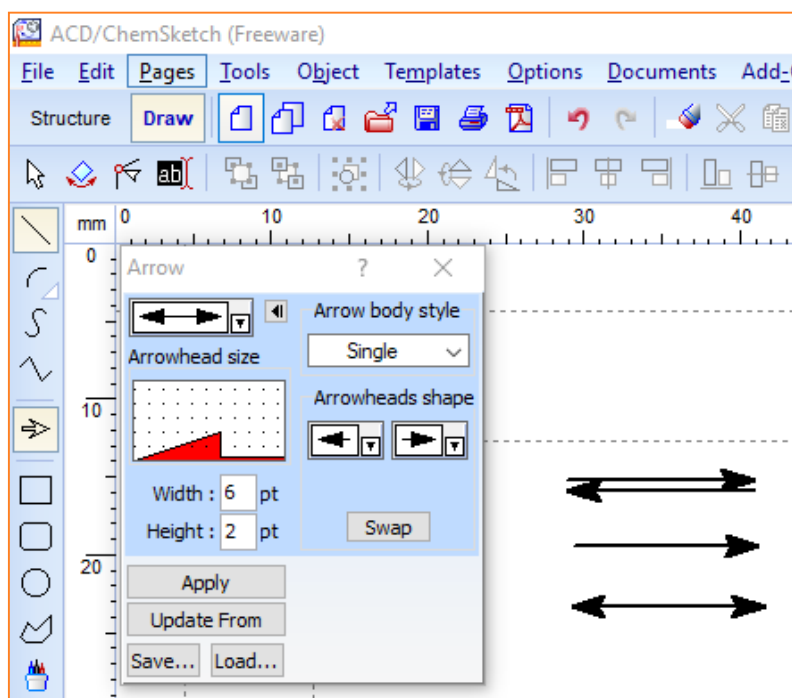 ACD/ChemSketch (Freeware)
File Edit Pages Tools Object Templates Options Documents Add-
Structure Draw
ab
mm 0 10 20 30 40
0
Arrow ? ×
Arrow body style
Single
Arrowhead size
Arrowheads shape
10
Width : 6 pt
Height : 2 pt
Swap
20
Apply
Update From
Save... Load...